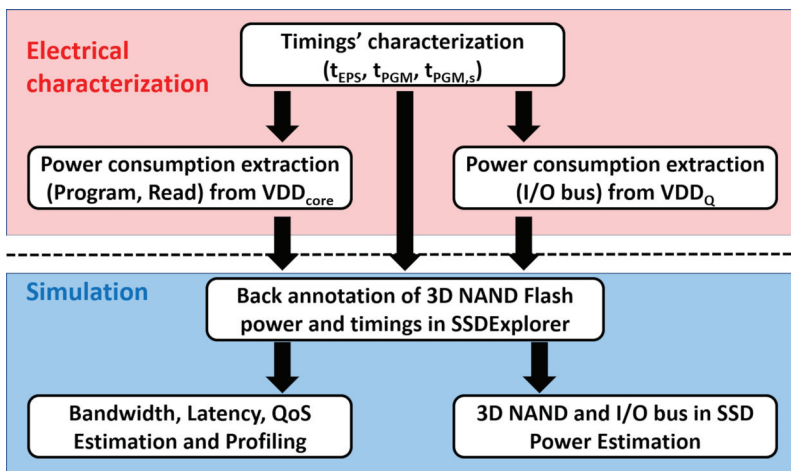 Electrical
characterization
Timings' characterization
(tEPS, tPGM, tPGM,s)
Power consumption extraction
(Program, Read) from VDDcore
Power consumption extraction
(I/O bus) from VDDQ
Simulation
Back annotation of 3D NAND Flash
power and timings in SSDExplorer
Bandwidth, Latency, QoS
Estimation and Profiling
3D NAND and I/O bus in SSD
Power Estimation